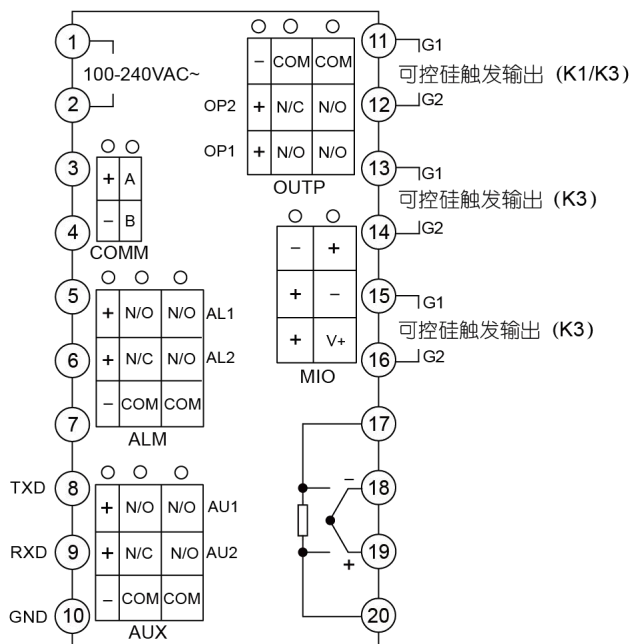 1
100-240VAC~
2
3
+ A
4
- B
COMM
5
+ N/O N/O AL1
6
+ N/C N/O AL2
7
- COM COM
ALM
TXD 8
+ N/O N/O AU1
RXD 9
+ N/C N/O AU2
GND 10
- COM COM
AUX
- COM COM
OP2 + N/C N/O
OP1 + N/O N/O
OUTP
- +
+ -
+ V+
MIO
11 G1
可控硅触发输出 (K1/K3)
12 G2
13 G1
可控硅触发输出 (K3)
14 G2
15 G1
可控硅触发输出 (K3)
16 G2
17
- 18
+ 19
20